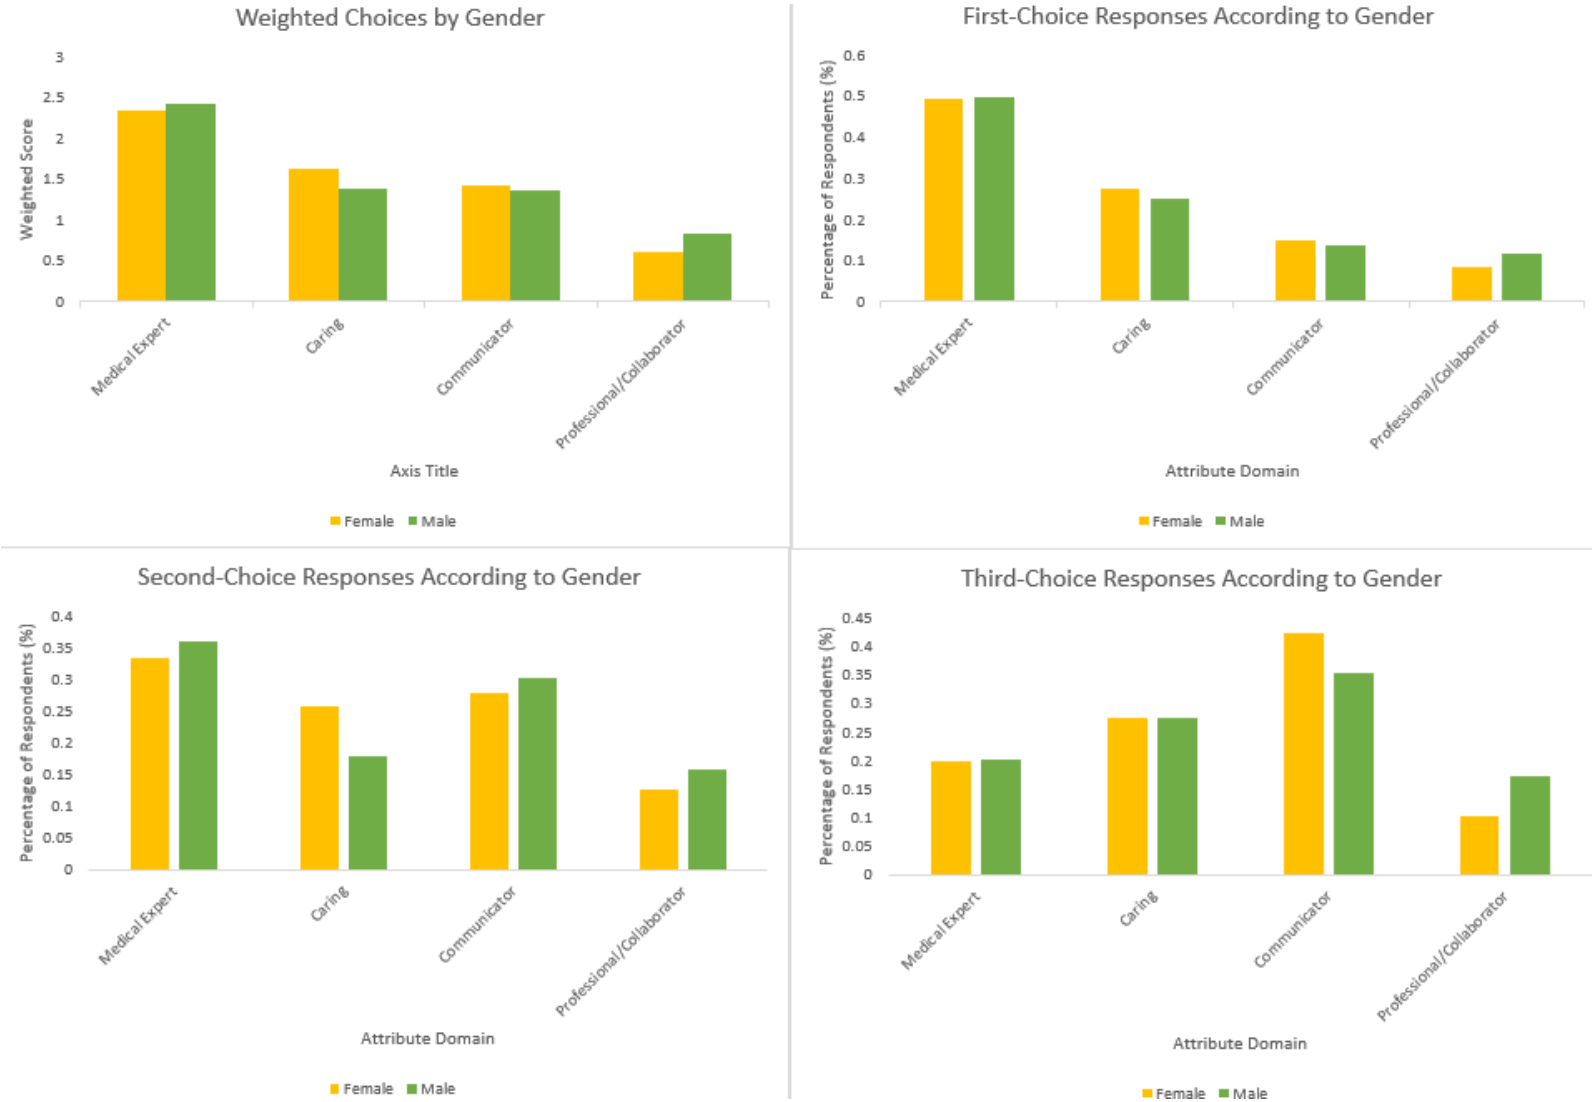 Weighted Choices by Gender
3
2.5
2
1.5
1
0.5
0
Weighted Score
Medical Expert
Caring
Communicator
Professional/Collaborator
Axis Title
Female Male
First-Choice Responses According to Gender
0.6
0.5
0.4
0.3
0.2
0.1
0
Percentage of Respondents (%)
Medical Expert
Caring
Communicator
Professional/Collaborator
Attribute Domain
Female Male
Second-Choice Responses According to Gender
0.4
0.35
0.3
0.25
0.2
0.15
0.1
0.05
0
Percentage of Respondents (%)
Medical Expert
Caring
Communicator
Professional/Collaborator
Attribute Domain
Female Male
Third-Choice Responses According to Gender
0.45
0.4
0.35
0.3
0.25
0.2
0.15
0.1
0.05
0
Percentage of Respondents (%)
Medical Expert
Caring
Communicator
Professional/Collaborator
Attribute Domain
Female Male